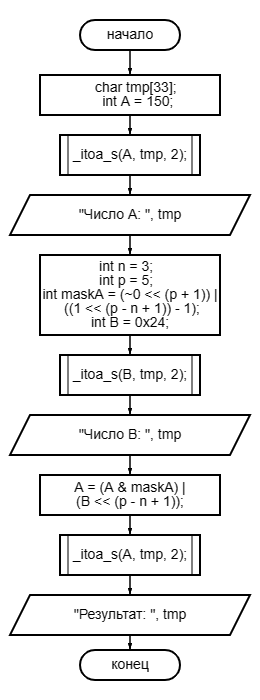 начало
char tmp[33];
int A = 150;
_itoa_s(A, tmp, 2);
"Число А: ", tmp
int n = 3;
int p = 5;
int maskA = (~0 << (p + 1)) |
((1 << (p - n + 1)) - 1);
int B = 0x24;
_itoa_s(B, tmp, 2);
"Число B: ", tmp
A = (A & maskA) |
(B << (p - n + 1));
_itoa_s(A, tmp, 2);
"Результат: ", tmp
конец